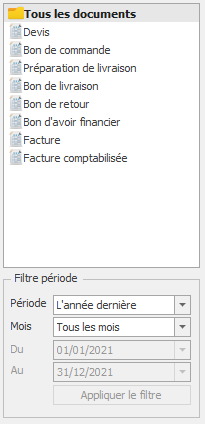 Tous les documents
Devis
Bon de commande
Préparation de livraison
Bon de livraison
Bon de retour
Bon d'avoir financier
Facture
Facture comptabilisée
Filtre période
Période L'année dernière
Mois Tous les mois
Du 01/01/2021
Au 31/12/2021
Appliquer le filtre